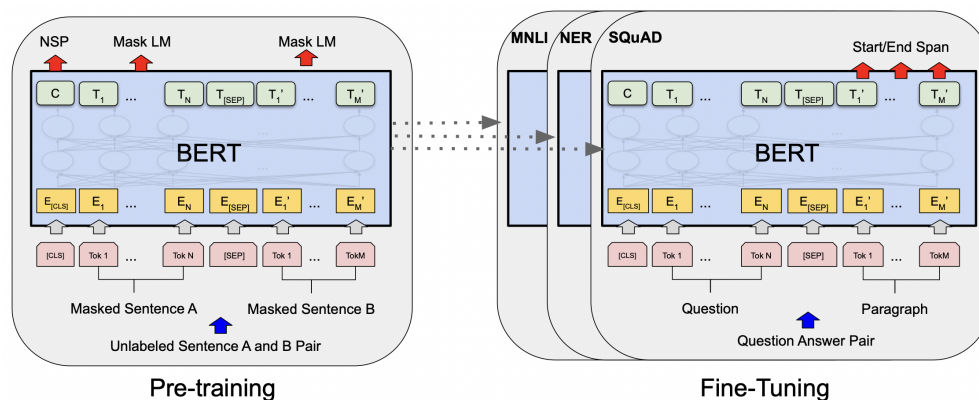 NSP Mask LM Mask LM
C T1 ... TN T[SEP] T1' ... TM'
...
...
BERT
E[CLS] E1 ... EN E[SEP] E1' ... EM'
[CLS] Tok 1 ... Tok N [SEP] Tok 1 ... TokM
Masked Sentence A Masked Sentence B
Unlabeled Sentence A and B Pair
Pre-training
MNLI NER SQuAD
Start/End Span
C T1 ... TN T[SEP] T1' ... TM'
...
...
BERT
E[CLS] E1 ... EN E[SEP] E1' ... EM'
[CLS] Tok 1 ... Tok N [SEP] Tok 1 ... TokM
Question Paragraph
Question Answer Pair
Fine-Tuning